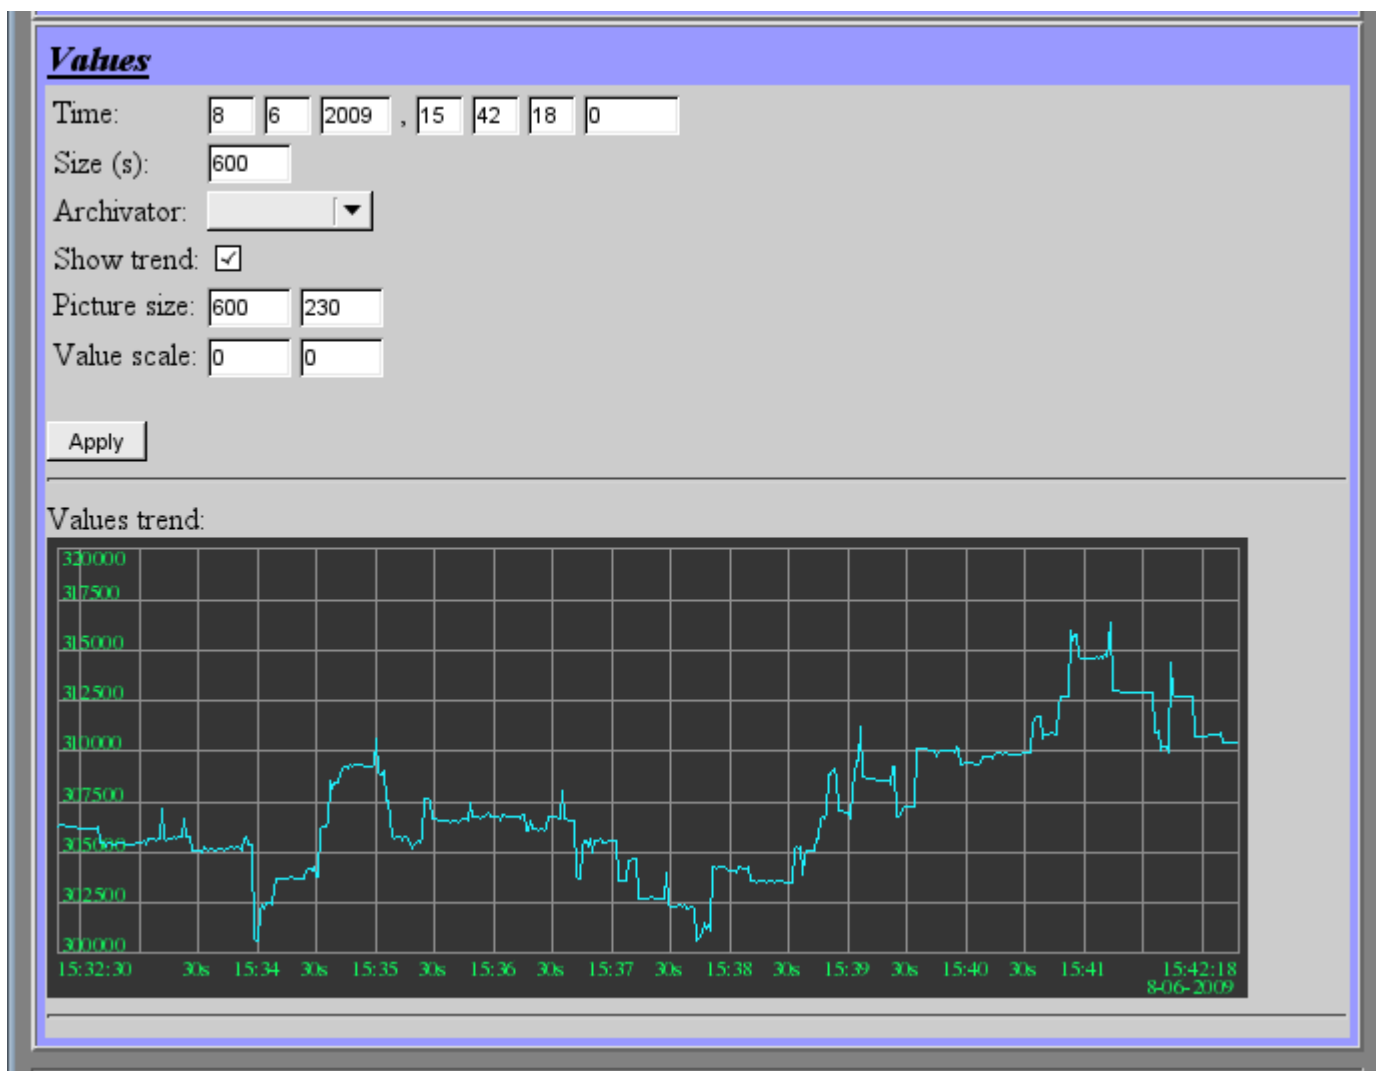 Values
Time: 8 6 2009 , 15 42 18 0
Size (s): 600
Archivator:
Show trend:
Picture size: 600 230
Value scale: 0 0
Apply
Values trend:
320000
317500
315000
312500
310000
307500
305000
302500
300000
15:32:30 30s 15:34 30s 15:35 30s 15:36 30s 15:37 30s 15:38 30s 15:39 30s 15:40 30s 15:41 15:42:18
8-06-2009